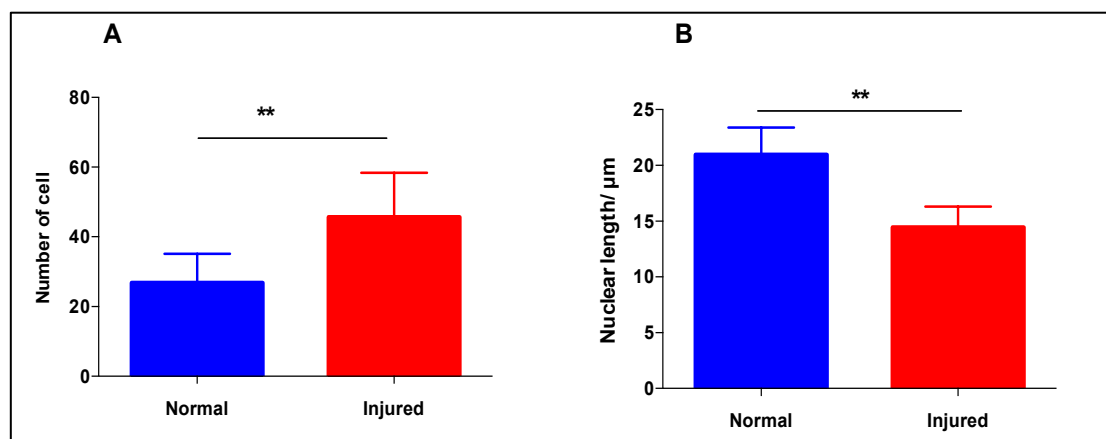 A
Number of cell
80
60
40
20
0
**
Normal
Injured
B
Nuclear length/ μm
25
20
15
10
5
0
**
Normal
Injured